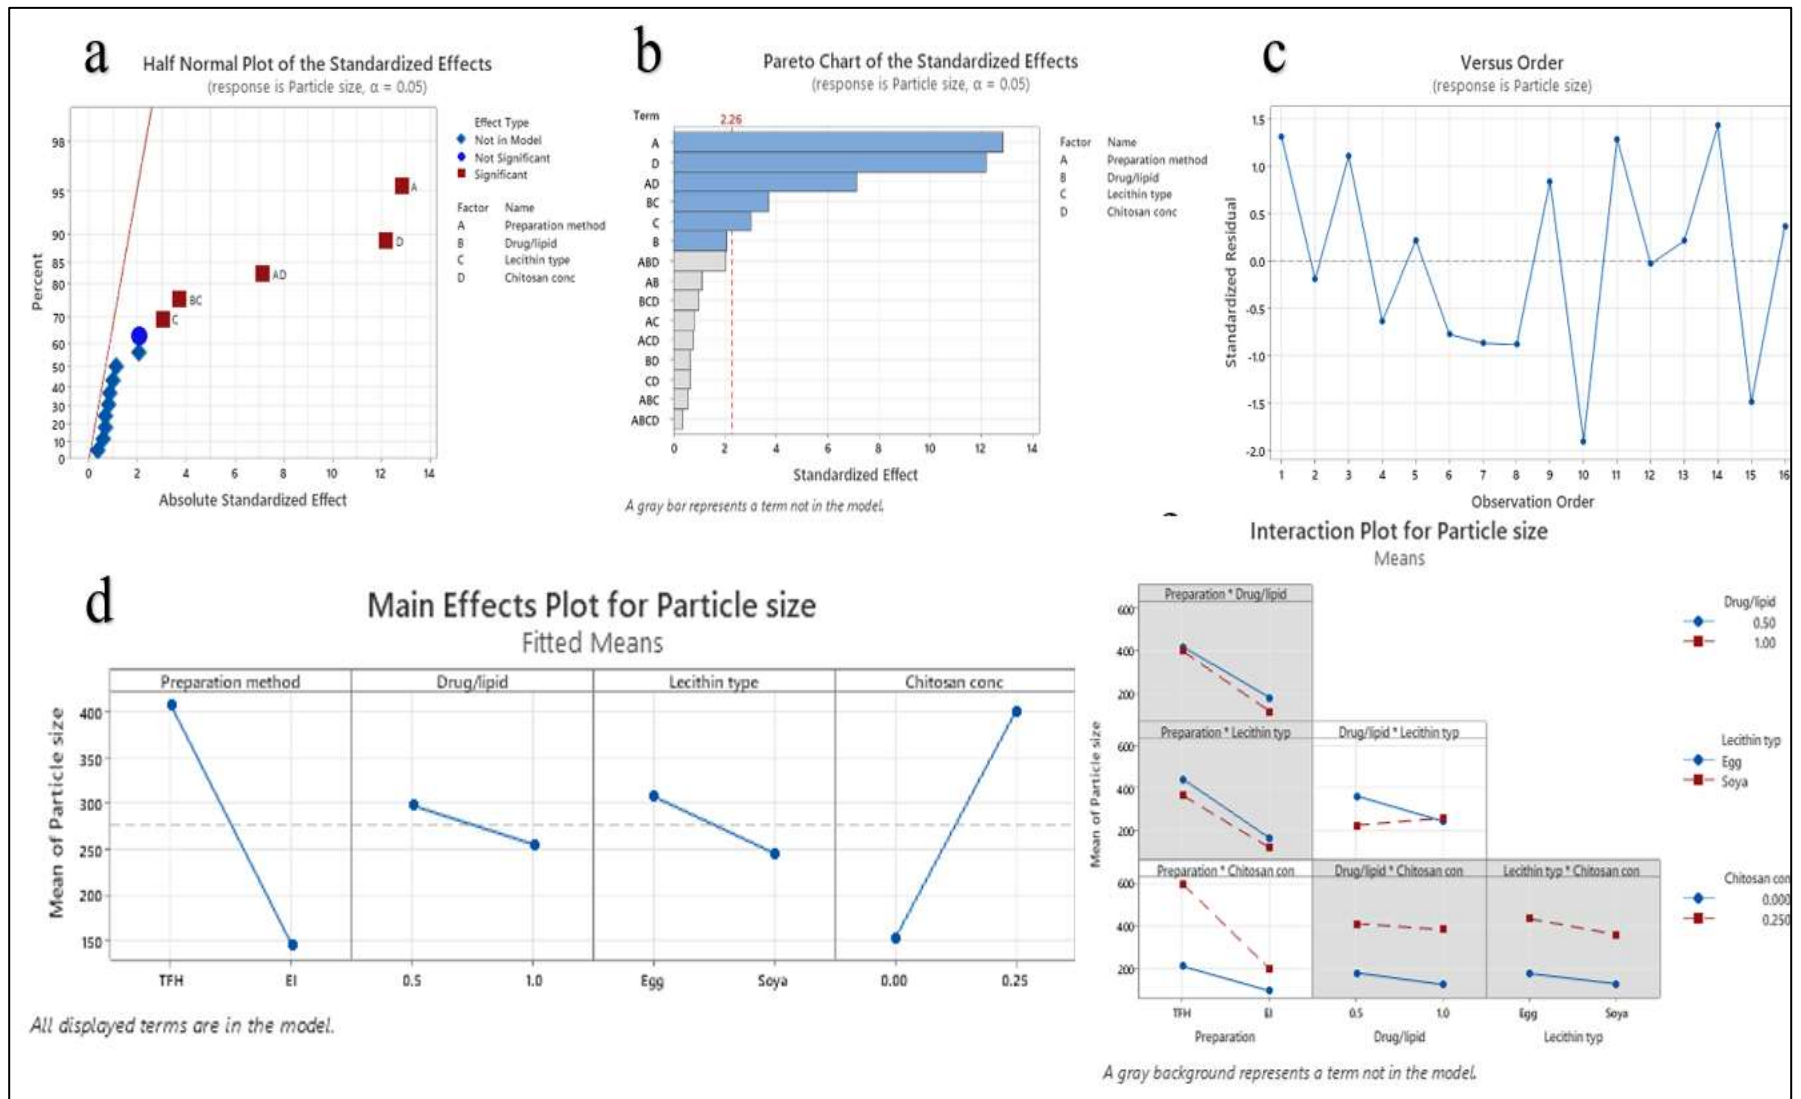 a
Half Normal Plot of the Standardized Effects
(response is Particle size, α = 0.05)
Percent
98
95
90
85
80
70
60
50
40
30
20
10
0
A
D
AD
BC
C
0 2 4 6 8 10 12 14
Absolute Standardized Effect
Effect Type
Not in Model
Not Significant
Significant
Factor Name
A Preparation method
B Drug/lipid
C Lecithin type
D Chitosan conc
b
Pareto Chart of the Standardized Effects
(response is Particle size, α = 0.05)
Term
2.26
A
D
AD
BC
C
B
ABD
AB
BCD
AC
ACD
BD
CD
ABC
ABCD
0 2 4 6 8 10 12 14
Standardized Effect
A gray bar represents a term not in the model.
Factor Name
A Preparation method
B Drug/lipid
C Lecithin type
D Chitosan conc
c
Versus Order
(response is Particle size)
Standardized Residual
1.5
1.0
0.5
0.0
-0.5
-1.0
-1.5
-2.0
1 2 3 4 5 6 7 8 9 10 11 12 13 14 15 16
Observation Order
d
Main Effects Plot for Particle size
Fitted Means
Preparation method Drug/lipid Lecithin type Chitosan conc
Mean of Particle size
400
350
300
250
200
150
TFH EI 0.5 1.0 Egg Soya 0.00 0.25
All displayed terms are in the model.
Interaction Plot for Particle size
Means
Mean of Particle size
Preparation * Drug/lipid
600
400
200
Drug/lipid
0.50
1.00
Preparation * Lecithin typ Drug/lipid * Lecithin typ
600
400
200
Lecithin typ
Egg
Soya
Preparation * Chitosan con Drug/lipid * Chitosan con Lecithin typ * Chitosan con
600
400
200
Chitosan con
0.000
0.250
TFH EI 0.5 1.0 Egg Soya
Preparation Drug/lipid Lecithin typ
A gray background represents a term not in the model.